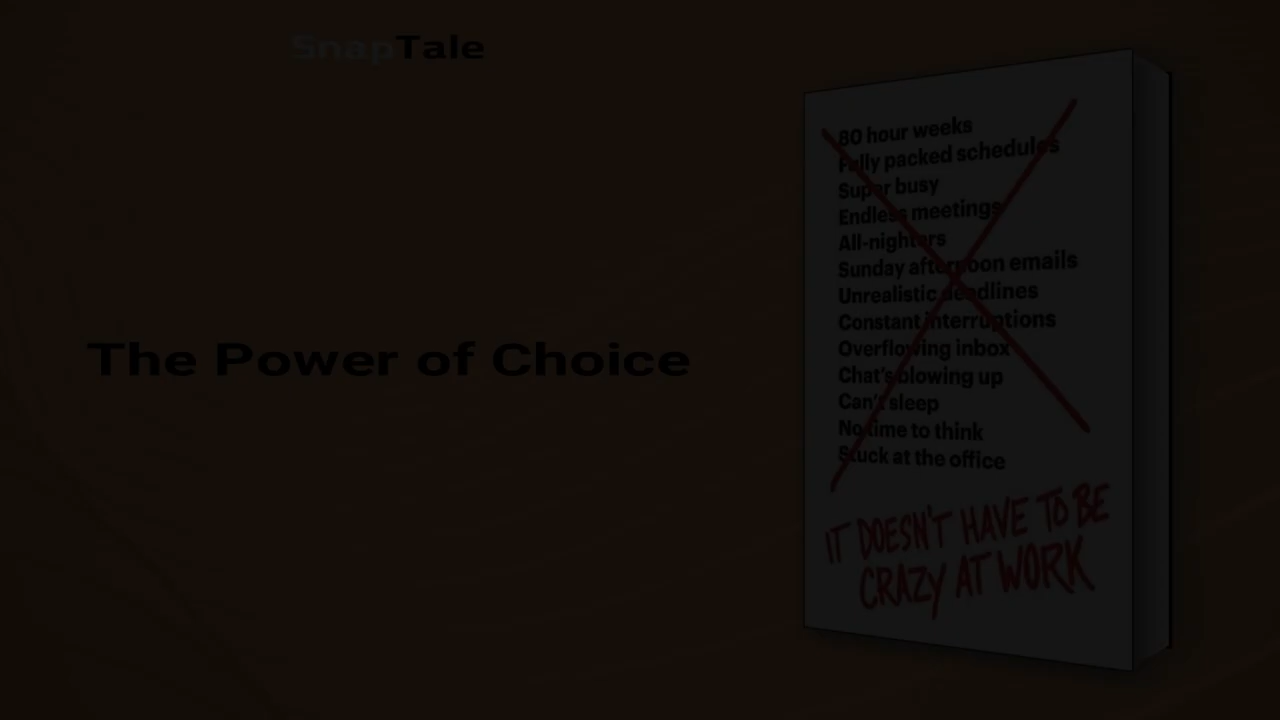 SnapTale
The Power of Choice
80 hour weeks
Fully packed schedules
Super busy
Endless meetings
All-nighters
Sunday afternoon emails
Unrealistic deadlines
Constant interruptions
Overflowing inbox
Chat's blowing up
Can't sleep
No time to think
Stuck at the office
IT DOESN'T HAVE TO BE
CRAZY AT WORK